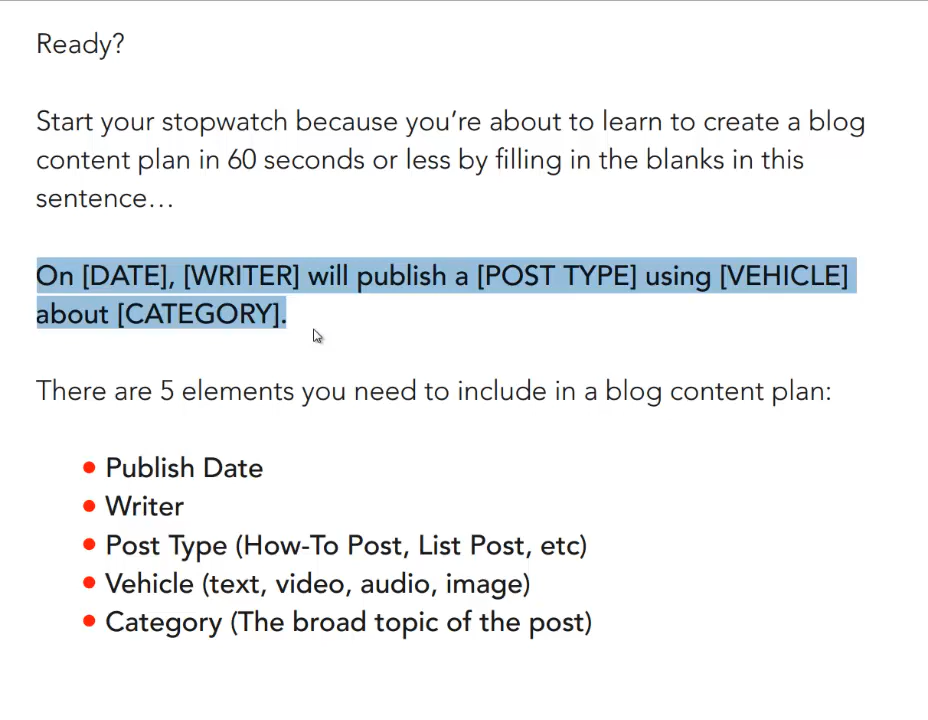 Ready?
Start your stopwatch because you’re about to learn to create a blog
content plan in 60 seconds or less by filling in the blanks in this
sentence…
On [DATE], [WRITER] will publish a [POST TYPE] using [VEHICLE]
about [CATEGORY].
There are 5 elements you need to include in a blog content plan:
• Publish Date
• Writer
• Post Type (How-To Post, List Post, etc)
• Vehicle (text, video, audio, image)
• Category (The broad topic of the post)